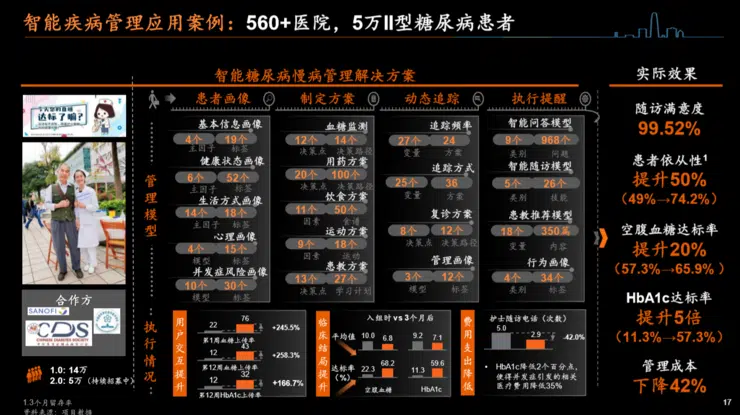 智能疾病管理应用案例：560+医院，5万II型糖尿病患者
智能糖尿病慢病管理解决方案
今天您的血糖
达标了嘛?
合作方
SANOFI
CDS
CHINESE DIABETES SOCIETY
1.0: 14万
2.0: 5万（持续招募中）
管理模型
患者画像
基本信息画像
4个 19个
主因子 标签
健康状态画像
6个 52个
主因子 标签
生活方式画像
14个 18个
主因子 标签
心理画像
4个 15个
模型 标签
并发症风险画像
10个 30个
模型 标签
制定方案
血糖监测
12个 14个
决策点 决策路径
用药方案
20个 100个
决策点 决策路径
饮食方案
11个 50个
因素 食谱
运动方案
9个 18个
因素 运动
患教方案
13个 27个
决策点 学习计划
动态追踪
追踪频率
27个 24
变量 方案
追踪方式
25个 36
变量 方案
复诊方案
8个 12个
决策点 决策路径
管理画像
3个 12个
模型 标签
执行提醒
智能问答模型
9个 968个
类别 问题
智能随访模型
5个 26个
类别 技能
患教推荐模型
18个 350篇
变量 内容
行为画像
4个 34个
类别 标签
执行情况
用户交互提升
22 76 +245.5%
第1周血糖上传率
12 43 +258.3%
第12周血糖上传率
12 32 +166.7%
第12周HbA1c上传率
临床结局提升
入组时 vs 3个月后
平均值 10.0 6.8 9.2 7.1
达标率(%) 22.3 68.2 11.3 59.6
空腹血糖 HbA1c
费用支出降低
护士随访电话（次数）
5.0 2.9 -42.0%
• HbA1c降低2个百分点，
使得并发症引发的相关
医疗费用降低35%
实际效果
随访满意度
99.52%
患者依从性1
提升50%
（49%→74.2%）
空腹血糖达标率
提升20%
（57.3%→65.9%）
HbA1c达标率
提升5倍
（11.3%→57.3%）
管理成本
下降42%
1.3个月留存率
资料来源：项目数据
17